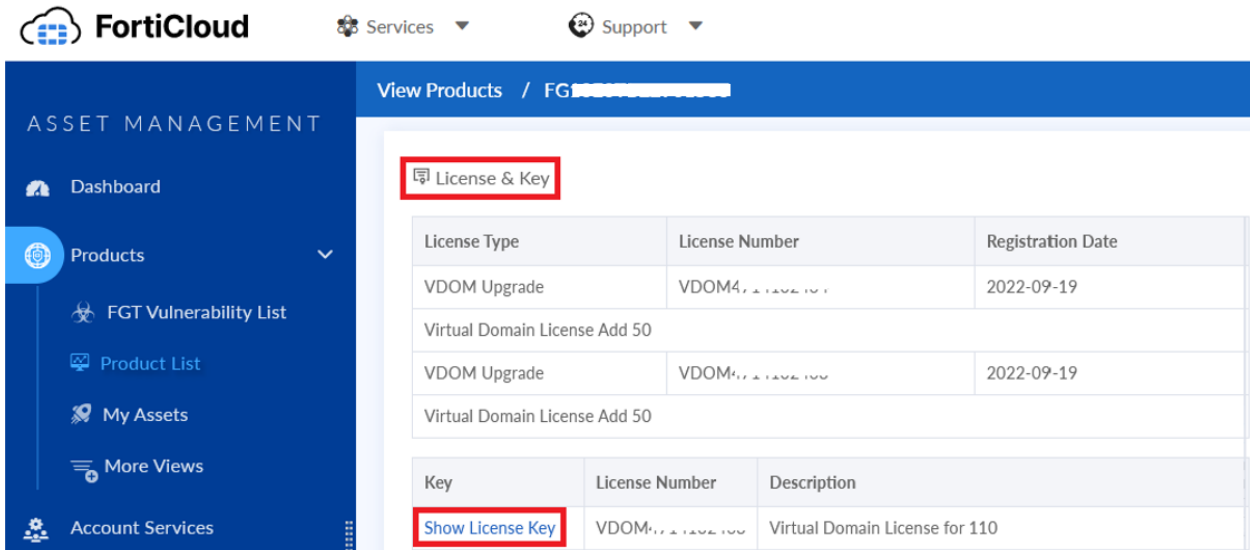 FortiCloud Services Support
View Products / FG
ASSET MANAGEMENT
License & Key
Dashboard
License Type License Number Registration Date
Products
VDOM Upgrade 2022-09-19
FGT Vulnerability List
Virtual Domain License Add 50
Product List
VDOM Upgrade 2022-09-19
My Assets
Virtual Domain License Add 50
More Views
Key License Number Description
Account Services
Show License Key Virtual Domain License for 110